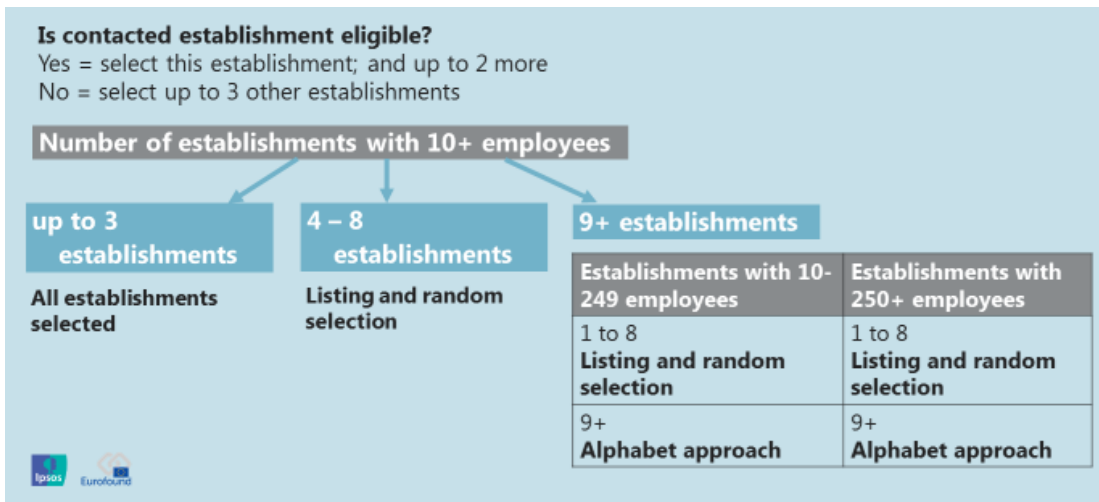 Is contacted establishment eligible?
Yes = select this establishment; and up to 2 more
No = select up to 3 other establishments
Number of establishments with 10+ employees
up to 3
establishments
All establishments
selected
4 – 8
establishments
Listing and random
selection
9+ establishments
Establishments with 10-
249 employees
Establishments with
250+ employees
1 to 8
Listing and random
selection
1 to 8
Listing and random
selection
9+
Alphabet approach
9+
Alphabet approach
Ipsos
Eurofound